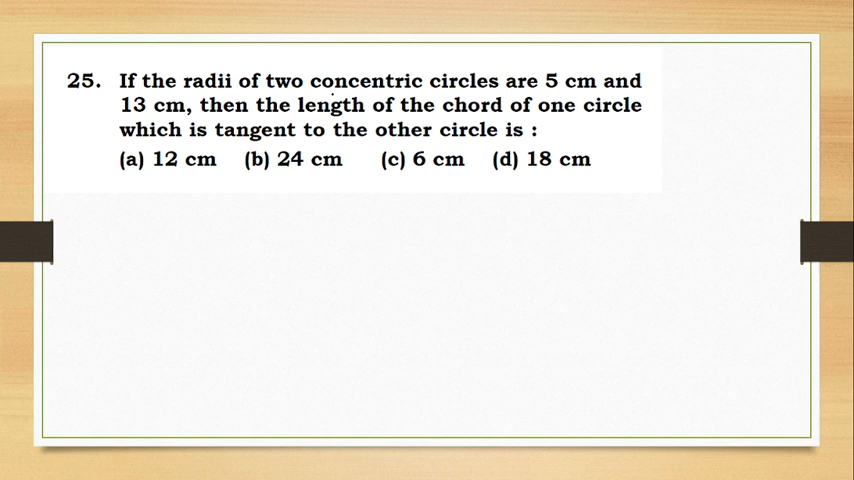 25. If the radii of two concentric circles are 5 cm and
13 cm, then the length of the chord of one circle
which is tangent to the other circle is :
(a) 12 cm (b) 24 cm (c) 6 cm (d) 18 cm